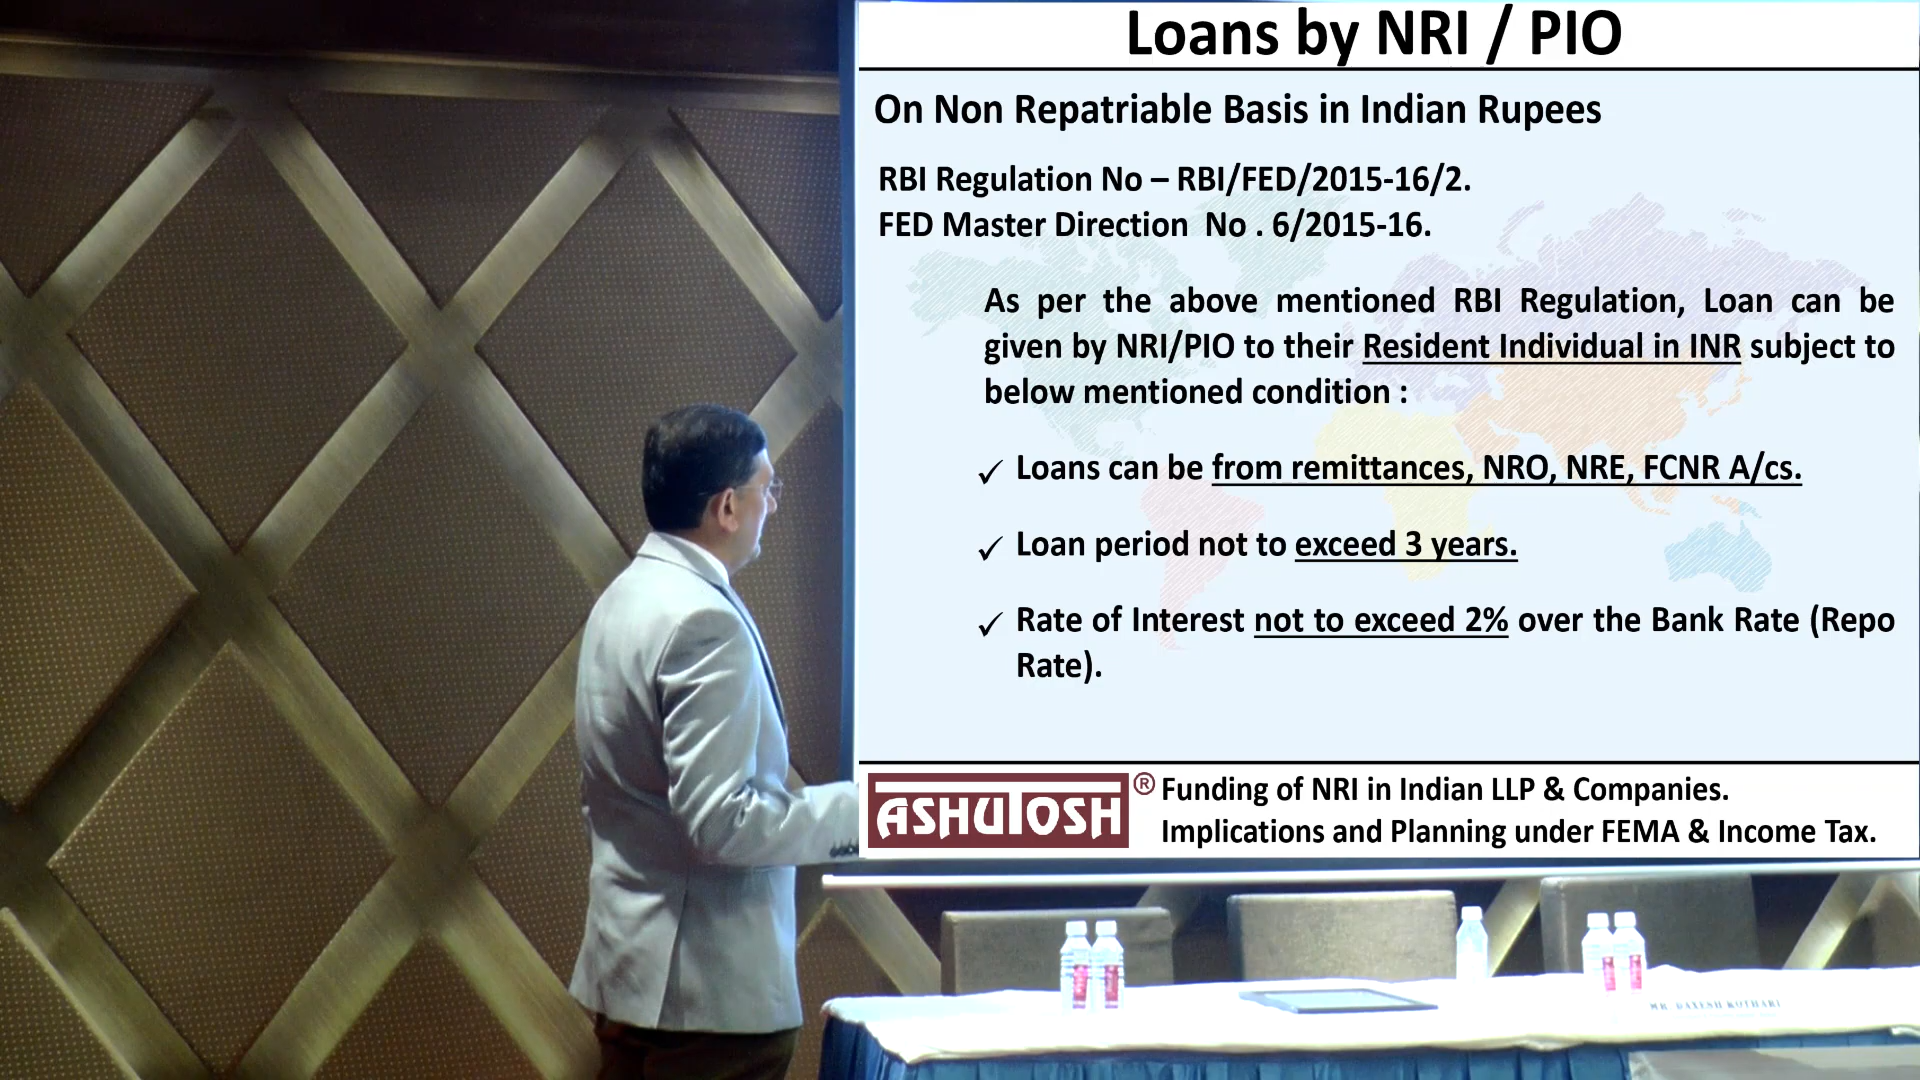 Loans by NRI / PIO
On Non Repatriable Basis in Indian Rupees
RBI Regulation No – RBI/FED/2015-16/2.
FED Master Direction No . 6/2015-16.
As per the above mentioned RBI Regulation, Loan can be
given by NRI/PIO to their Resident Individual in INR subject to
below mentioned condition :
✓ Loans can be from remittances, NRO, NRE, FCNR A/cs.
✓ Loan period not to exceed 3 years.
✓ Rate of Interest not to exceed 2% over the Bank Rate (Repo
Rate).
ASHUTOSH ® Funding of NRI in Indian LLP & Companies.
Implications and Planning under FEMA & Income Tax.
MR. DAXESH KOTHARI